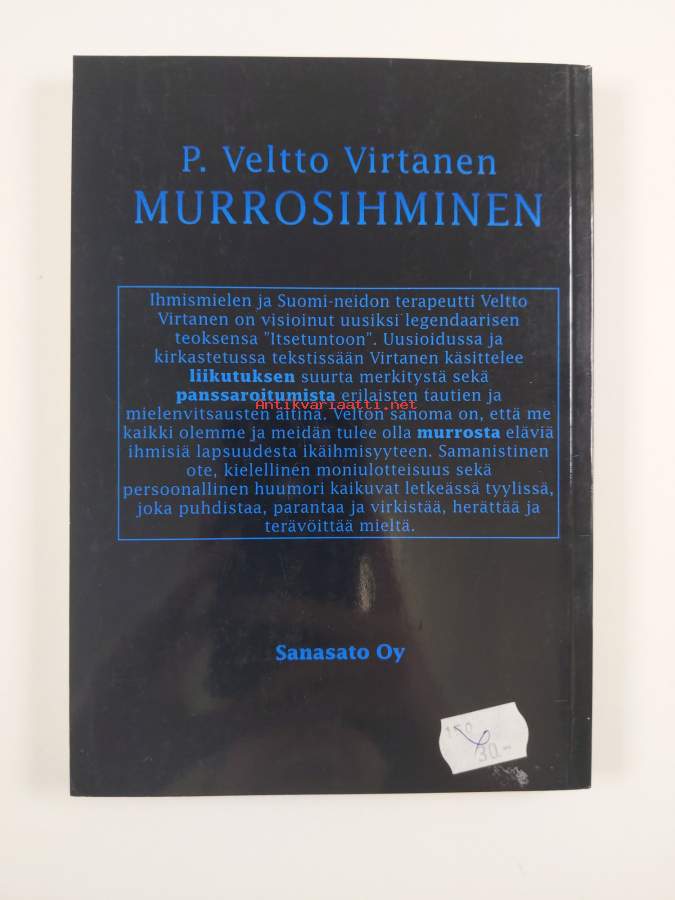 P. Veltto Virtanen
MURROSIHMINEN
Ihmismielen ja Suomi-neidon terapeutti Veltto
Virtanen on visioinut uusiksi legendaarisen
teoksensa "Itsetuntoon". Uusioidussa ja
kirkastetussa tekstissään Virtanen käsittelee
liikutuksen suurta merkitystä sekä
panssaroitumista erilaisten tautien ja
Antikvariaatti.net
mielenvitsausten äitinä. Velton sanoma on, että me
kaikki olemme ja meidän tulee olla murrosta eläviä
ihmisiä lapsuudesta ikäihmisyyteen. Samanistinen
ote, kielellinen moniulotteisuus sekä
persoonallinen huumori kaikuvat letkeässä tyylissä,
joka puhdistaa, parantaa ja virkistää, herättää ja
terävöittää mieltä.
Sanasato Oy
150
30.-